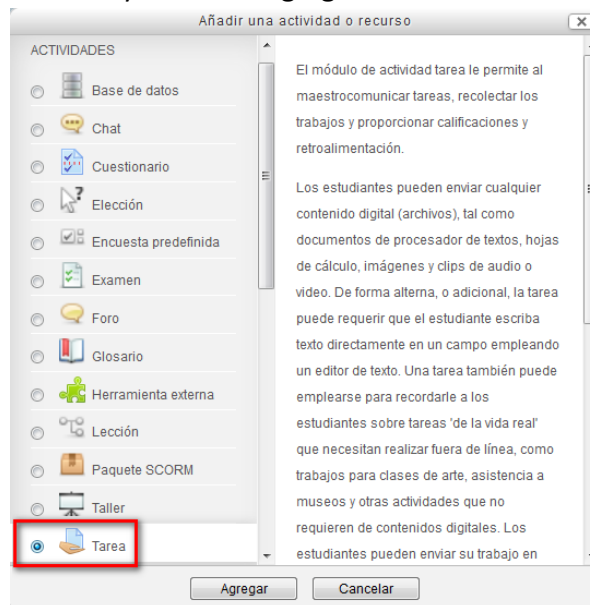 Añadir una actividad o recurso
ACTIVIDADES
Base de datos
Chat
Cuestionario
Elección
Encuesta predefinida
Examen
Foro
Glosario
Herramienta externa
Lección
Paquete SCORM
Taller
Tarea
El módulo de actividad tarea le permite al
maestrocomunicar tareas, recolectar los
trabajos y proporcionar calificaciones y
retroalimentación.
Los estudiantes pueden enviar cualquier
contenido digital (archivos), tal como
documentos de procesador de textos, hojas
de cálculo, imágenes y clips de audio o
video. De forma alterna, o adicional, la tarea
puede requerir que el estudiante escriba
texto directamente en un campo empleando
un editor de texto. Una tarea también puede
emplearse para recordarle a los
estudiantes sobre tareas 'de la vida real'
que necesitan realizar fuera de línea, como
trabajos para clases de arte, asistencia a
museos y otras actividades que no
requieren de contenidos digitales. Los
estudiantes pueden enviar su trabajo en
Agregar
Cancelar